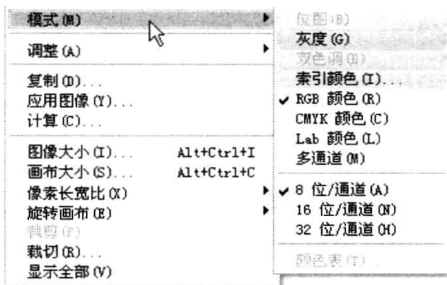 模式(M)
调整(A)
复制(D)...
应用图像(Y)...
计算(C)...
图像大小(I)... Alt+Ctrl+I
画布大小(S)... Alt+Ctrl+C
像素长宽比(X)
旋转画布(E)
裁剪(P)
裁切(R)...
显示全部(V)
位图(B)
灰度(G)
双色调(D)
索引颜色(I)...
RGB 颜色(R)
CMYK 颜色(C)
Lab 颜色(L)
多通道(M)
8 位/通道(A)
16 位/通道(N)
32 位/通道(H)
颜色表(T)...